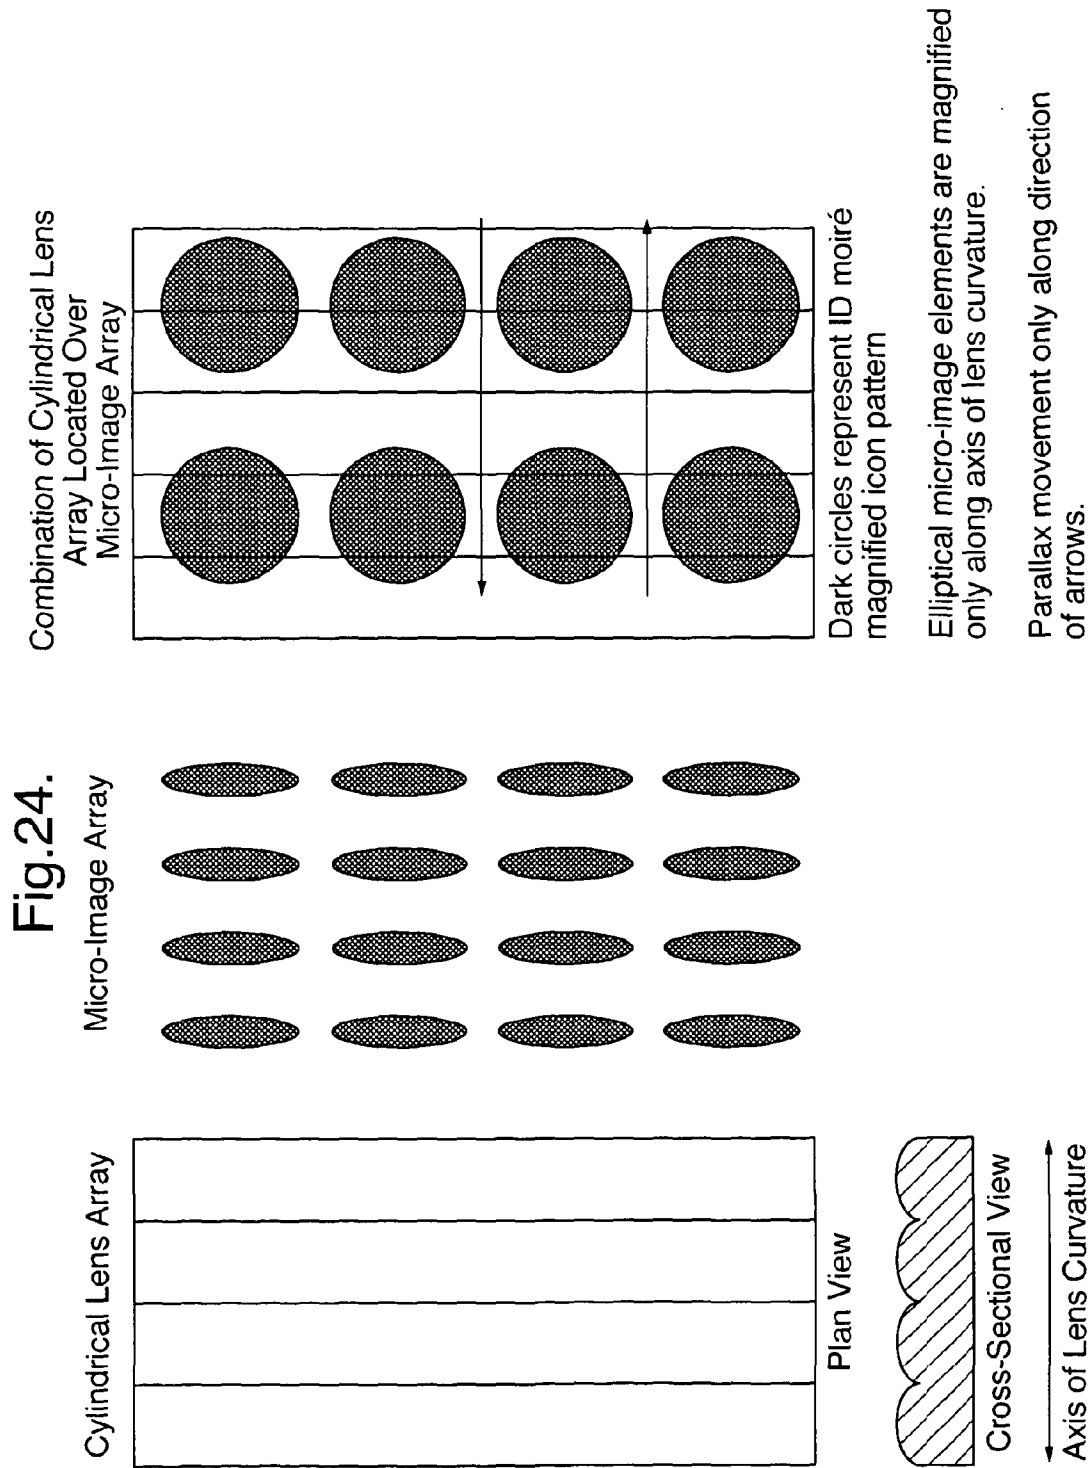 Fig.24.
Cylindrical Lens Array
Plan View
Cross-Sectional View
Axis of Lens Curvature
Micro-Image Array
Combination of Cylindrical Lens
Array Located Over
Micro-Image Array
Dark circles represent ID moiré
magnified icon pattern
Elliptical micro-image elements are magnified
only along axis of lens curvature.
Parallax movement only along direction
of arrows.